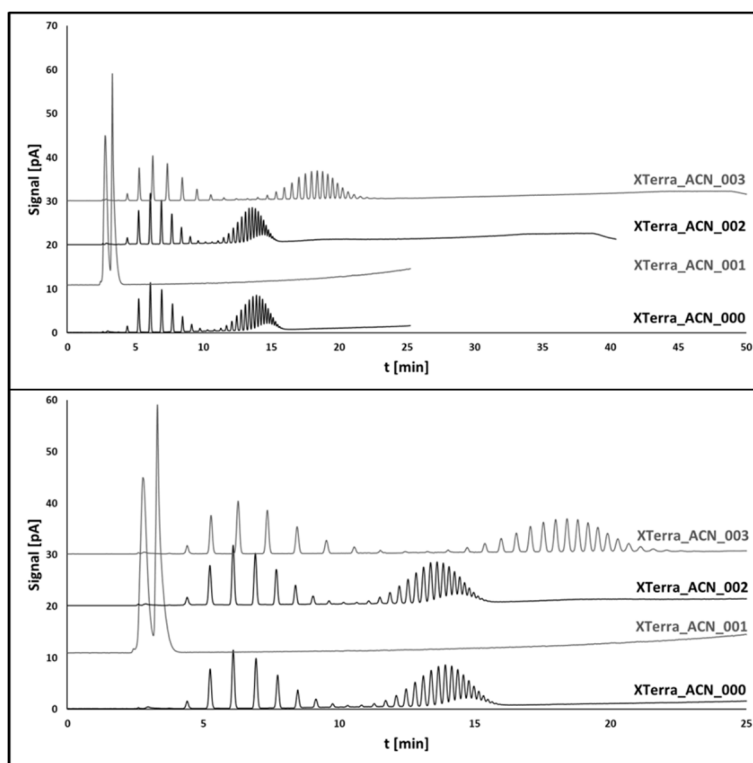 70
60
50
40
30
20
10
0
Signal [pA]
XTerra_ACN_003
XTerra_ACN_002
XTerra_ACN_001
XTerra_ACN_000
0 5 10 15 20 25 30 35 40 45 50
t [min]
60
50
40
30
20
10
0
Signal [pA]
XTerra_ACN_003
XTerra_ACN_002
XTerra_ACN_001
XTerra_ACN_000
0 5 10 15 20 25
t [min]